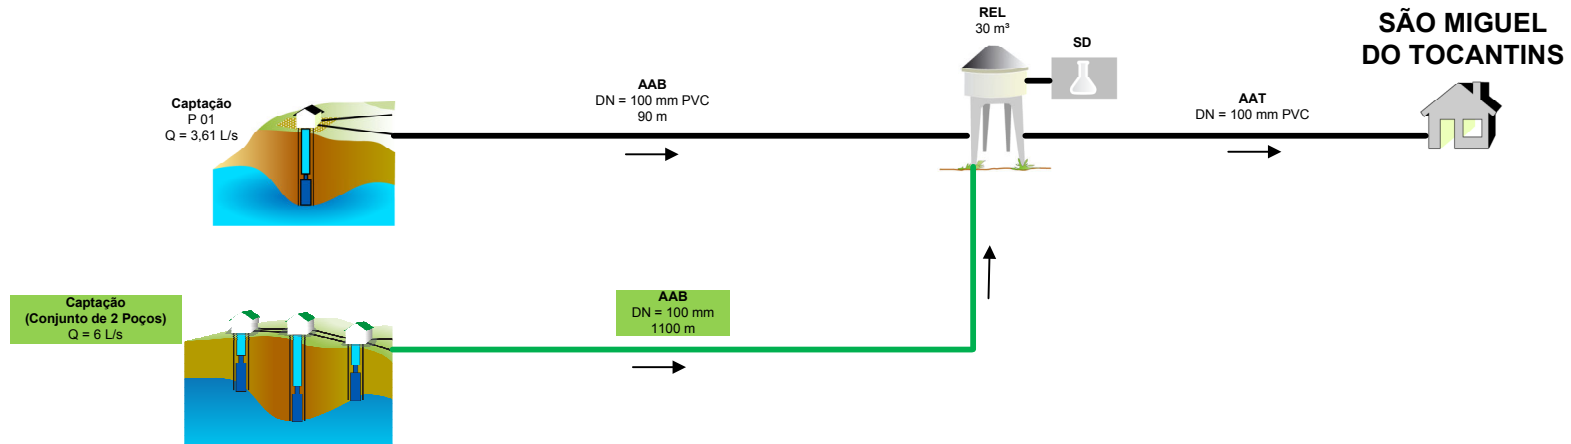 REL
30 m³
SD
SÃO MIGUEL
DO TOCANTINS
Captação
P 01
Q = 3,61 L/s
AAB
DN = 100 mm PVC
90 m
AAT
DN = 100 mm PVC
Captação
(Conjunto de 2 Poços)
Q = 6 L/s
AAB
DN = 100 mm
1100 m